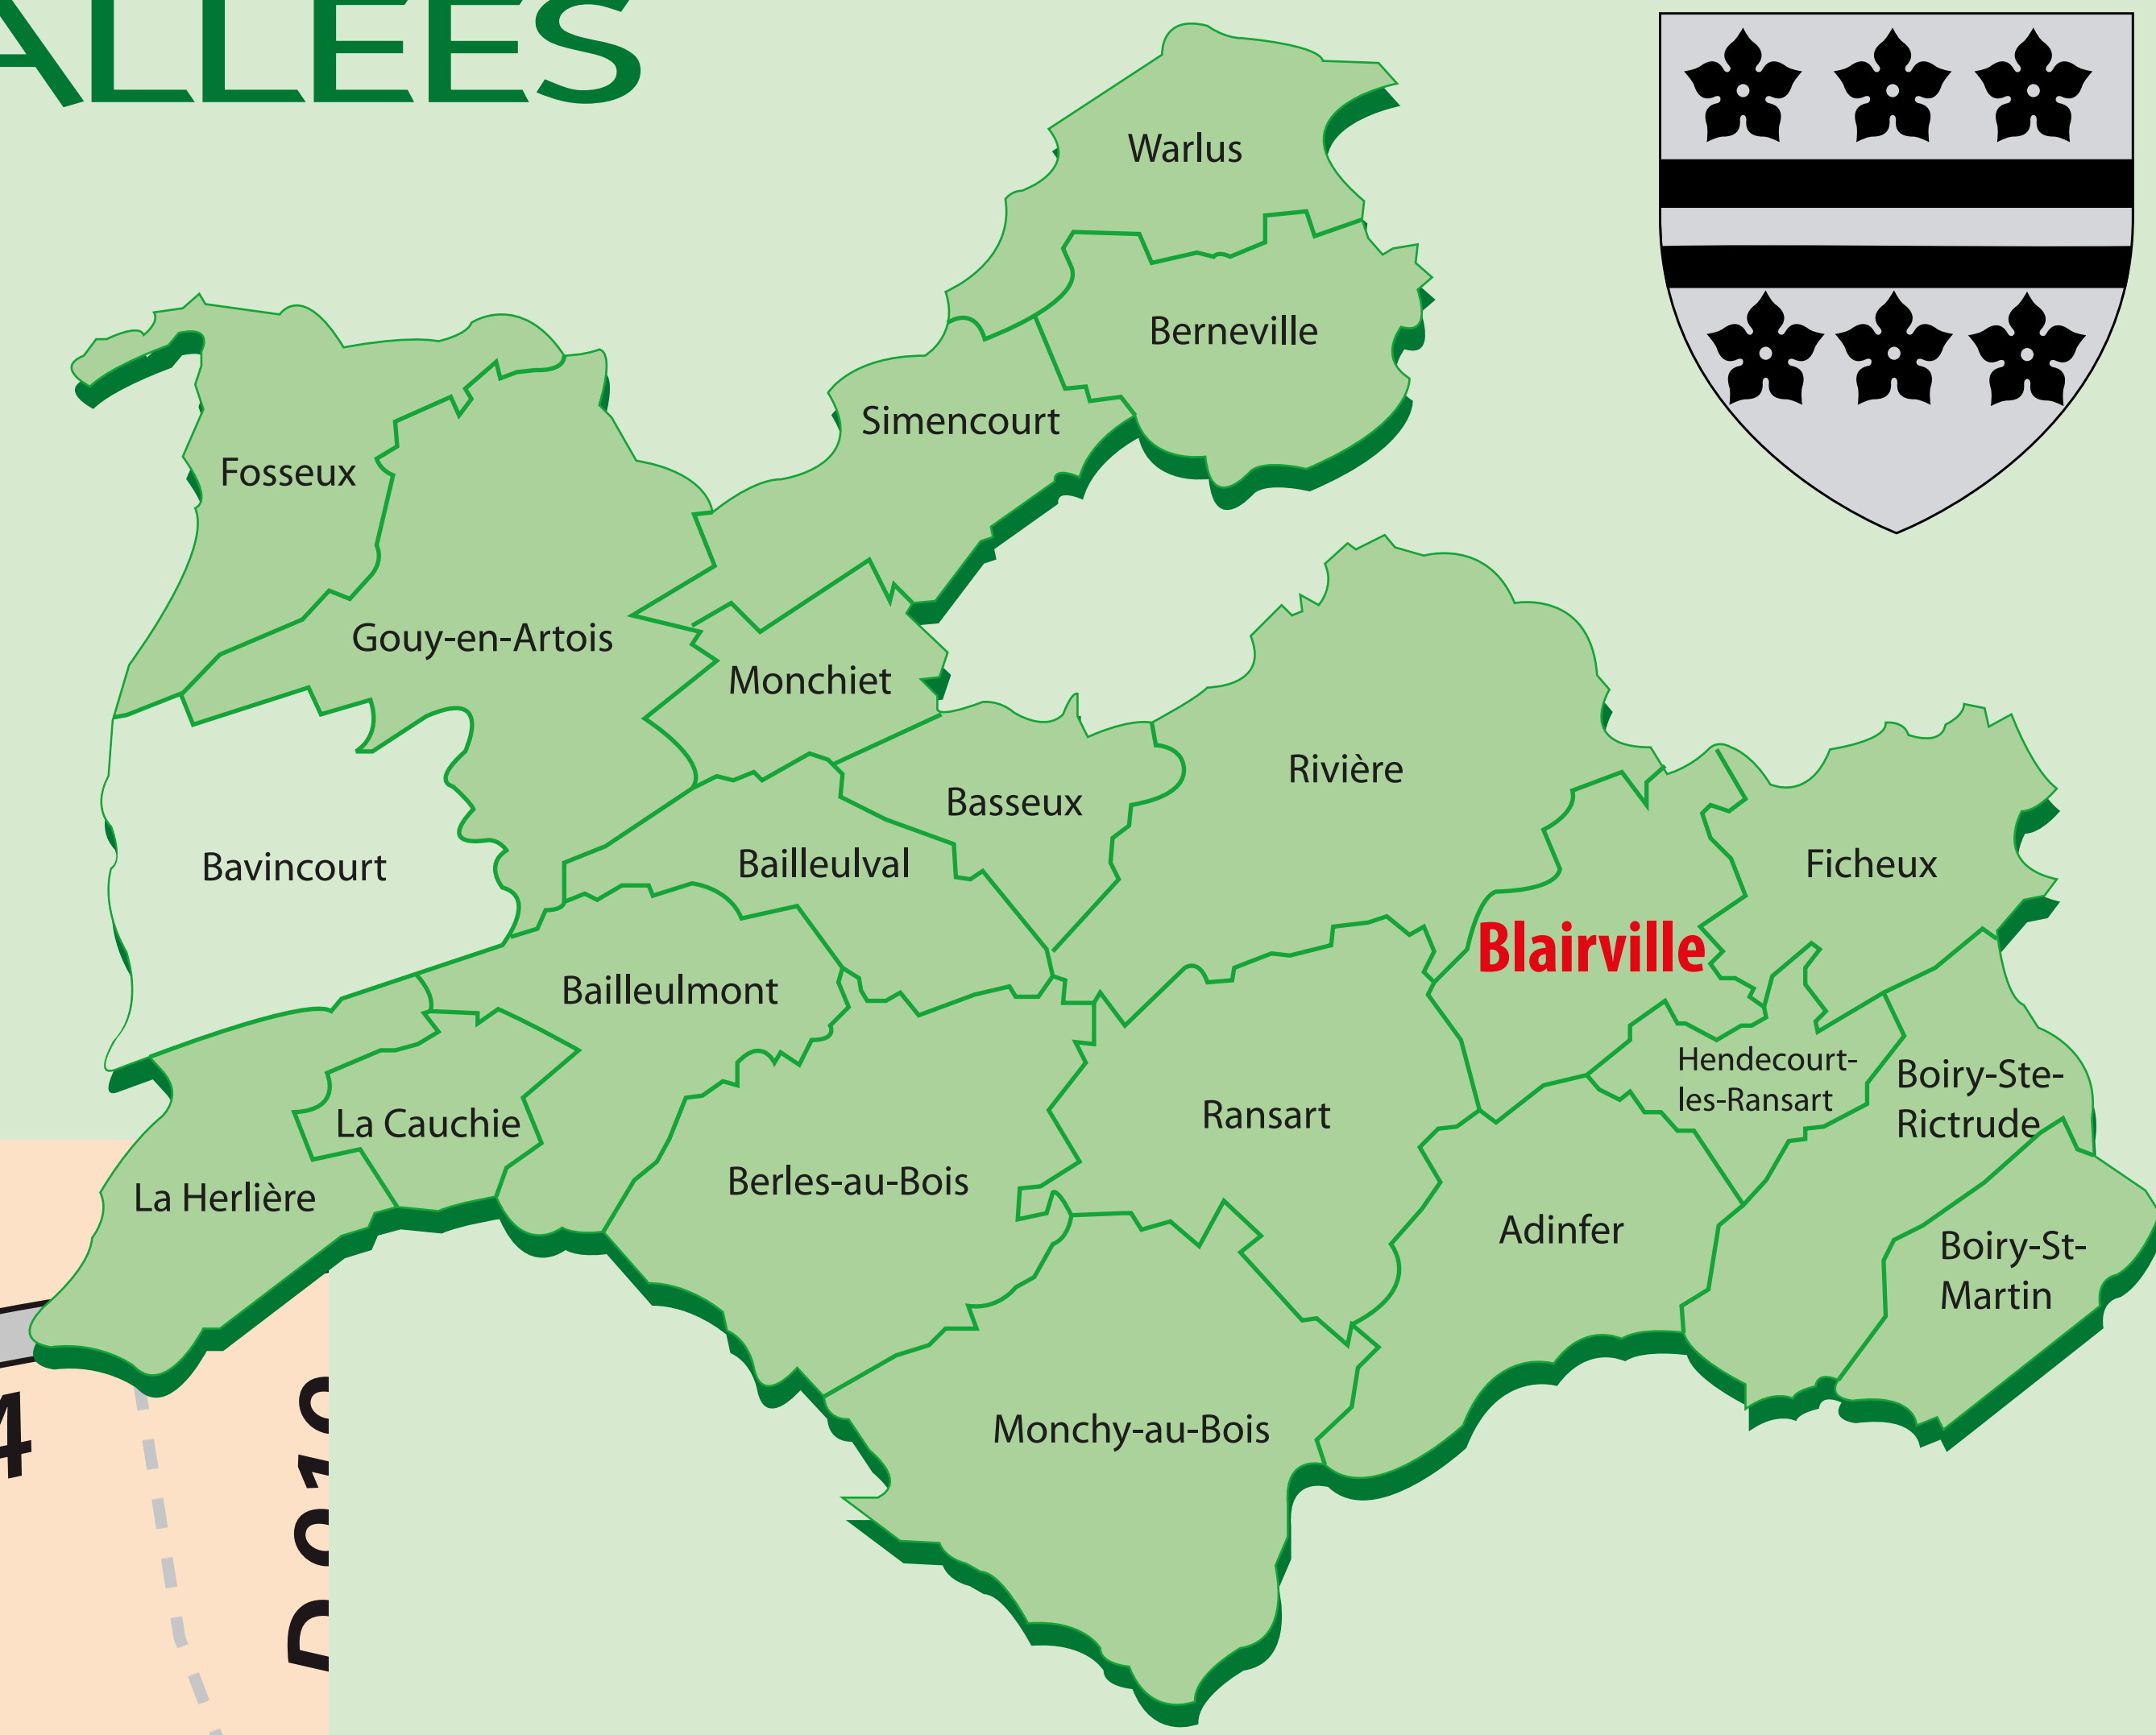 ALLEES
Warlus
Berneville
Simencourt
Fosseux
Gouy-en-Artois
Monchiet
Rivière
Basseux
Bavincourt
Bailleulval
Ficheux
Blairville
Bailleulmont
Hendecourt-
les-Ransart
Boiry-Ste-
Rictrude
La Cauchie
Ransart
Berles-au-Bois
La Herlière
Adinfer
Boiry-St-
Martin
Monchy-au-Bois
4